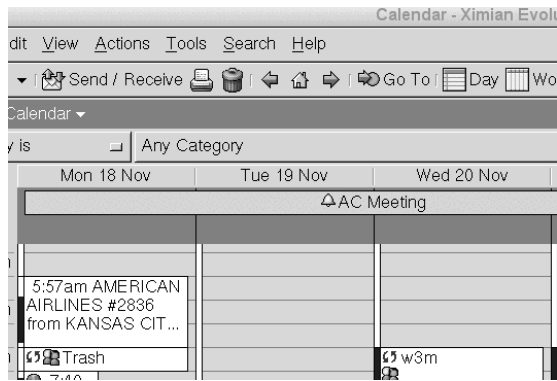 Calendar - Ximian Evol
dit View Actions Tools Search Help
Send / Receive Go To Day Wo
Calendar
y is Any Category
Mon 18 Nov Tue 19 Nov Wed 20 Nov
AC Meeting
5:57am AMERICAN
AIRLINES #2836
from KANSAS CIT...
Trash w3m